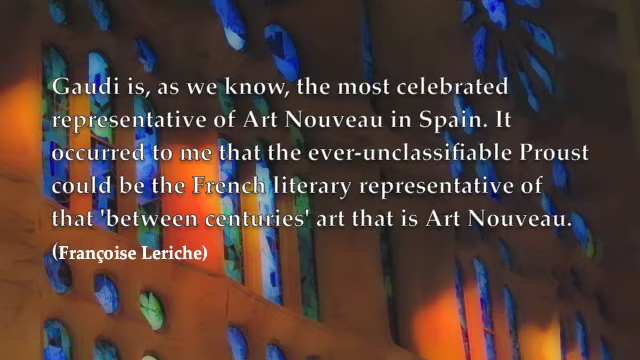 Gaudi is, as we know, the most celebrated
representative of Art Nouveau in Spain. It
occurred to me that the ever-unclassifiable Proust
could be the French literary representative of
that 'between centuries' art that is Art Nouveau.
(Françoise Leriche)